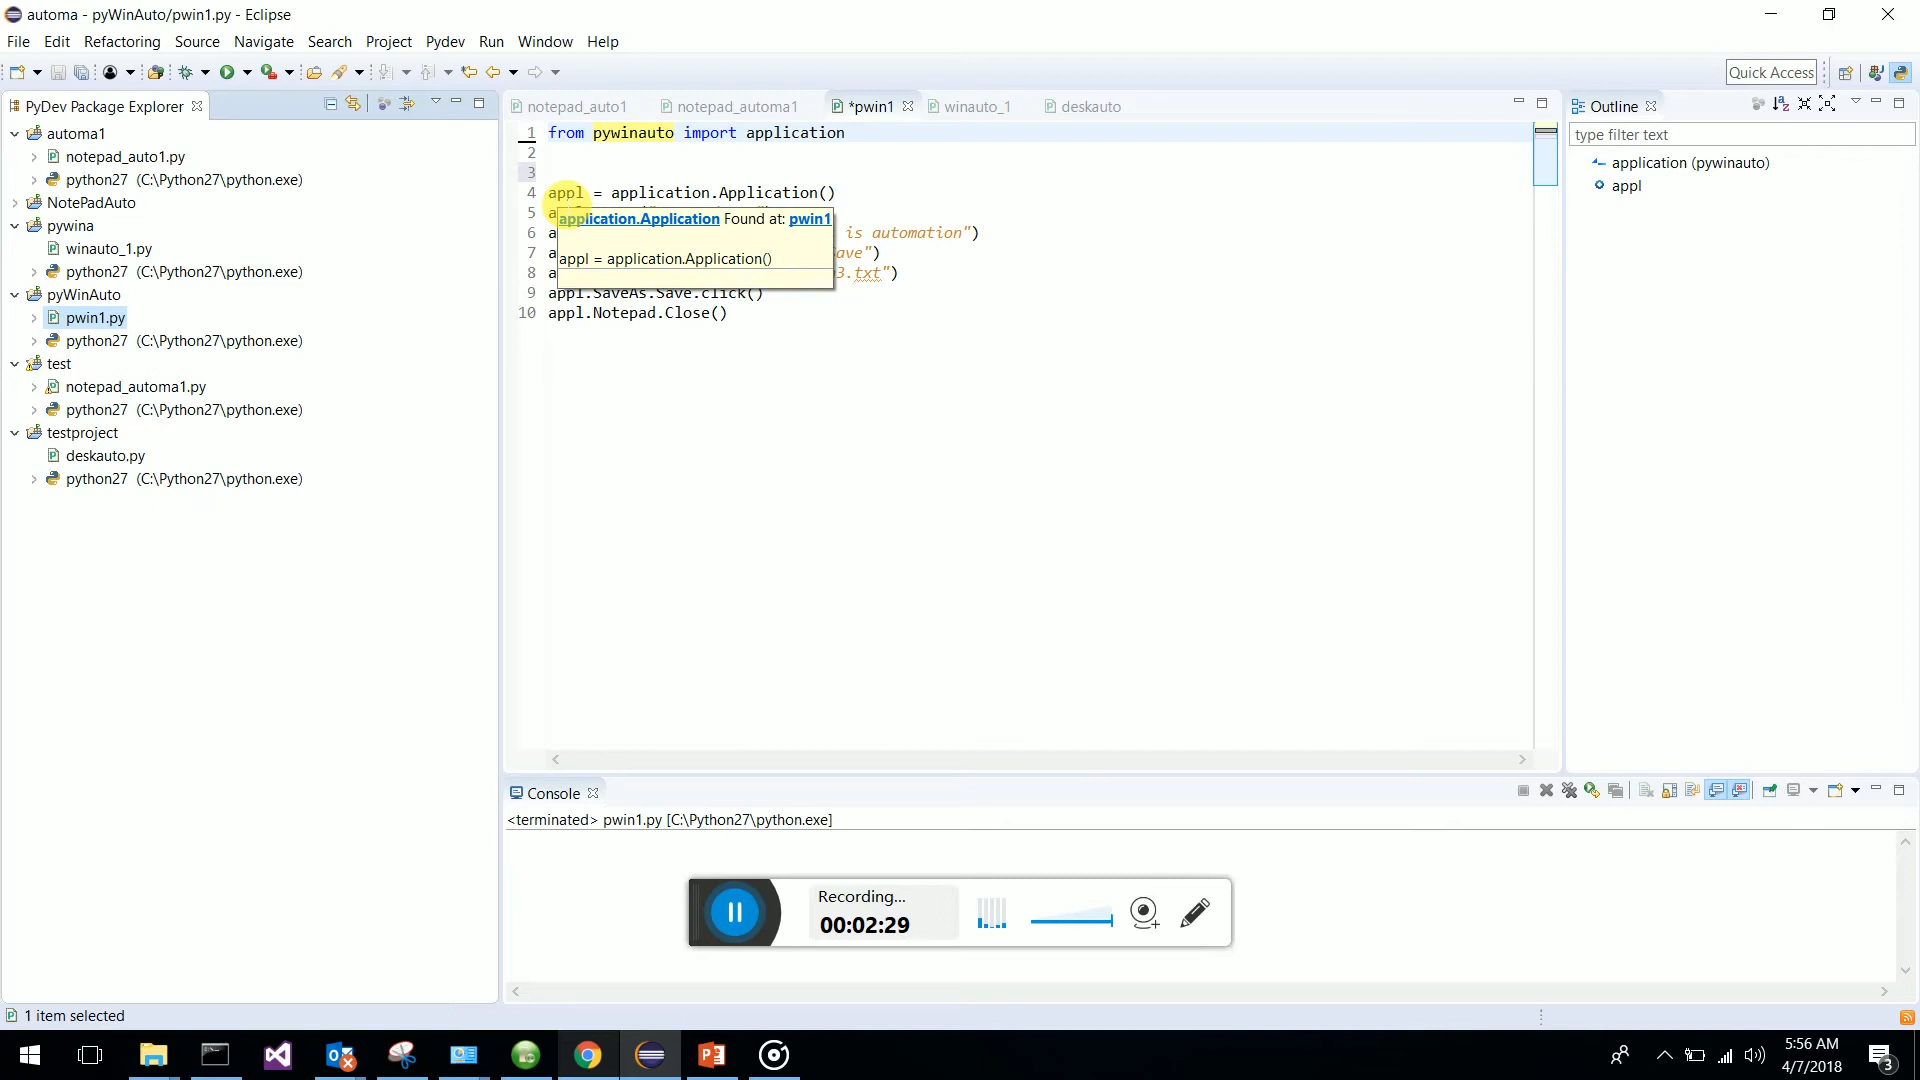 automa - pyWinAuto/pwin1.py - Eclipse
File Edit Refactoring Source Navigate Search Project Pydev Run Window Help
Quick Access
PyDev Package Explorer
automa1
notepad_auto1.py
python27 (C:\Python27\python.exe)
NotePadAuto
pywina
winauto_1.py
python27 (C:\Python27\python.exe)
pyWinAuto
pwin1.py
python27 (C:\Python27\python.exe)
test
notepad_automa1.py
python27 (C:\Python27\python.exe)
testproject
deskauto.py
python27 (C:\Python27\python.exe)
notepad_auto1 notepad_automa1 *pwin1 winauto_1 deskauto
1 from pywinauto import application
2
3
4 appl = application.Application()
5
6 a is automation")
7 a ave")
8 a 3.txt")
9 appl.SaveAs.Save.click()
10 appl.Notepad.Close()
application.Application Found at: pwin1
appl = application.Application()
Outline
type filter text
application (pywinauto)
appl
Console
<terminated> pwin1.py [C:\Python27\python.exe]
Recording...
00:02:29
1 item selected
5:56 AM
4/7/2018
3